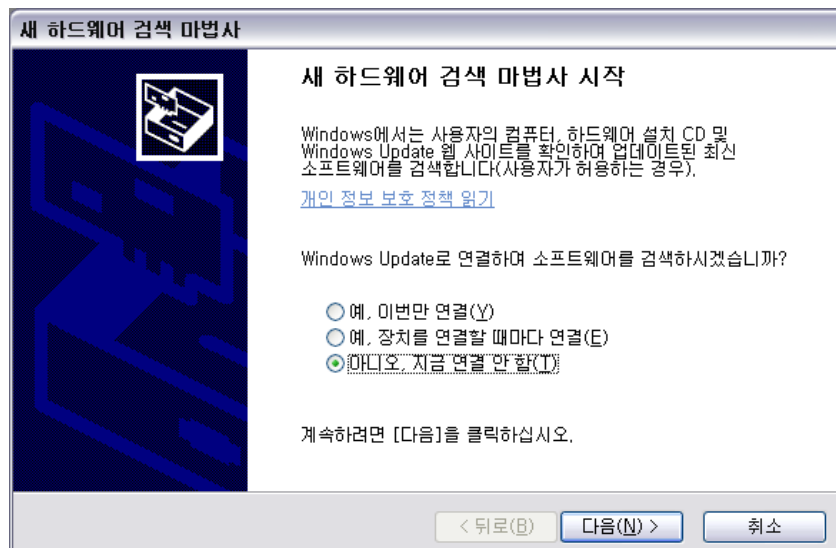 새 하드웨어 검색 마법사
새 하드웨어 검색 마법사 시작
Windows에서는 사용자의 컴퓨터, 하드웨어 설치 CD 및
Windows Update 웹 사이트를 확인하여 업데이트된 최신
소프트웨어를 검색합니다(사용자가 허용하는 경우).
개인 정보 보호 정책 읽기
Windows Update로 연결하여 소프트웨어를 검색하시겠습니까?
예, 이번만 연결(Y)
예, 장치를 연결할 때마다 연결(E)
아니오, 지금 연결 안 함(T)
계속하려면 [다음]을 클릭하십시오.
< 뒤로(B) 다음(N) > 취소